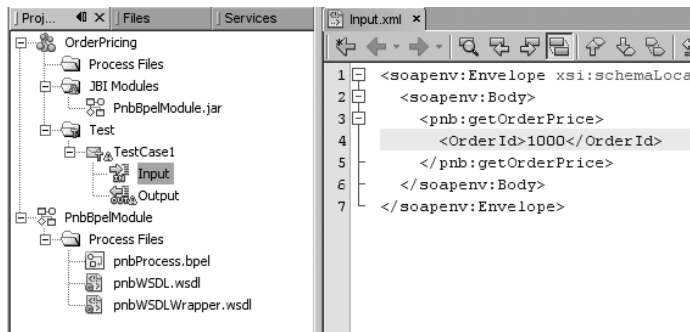 Proj...
Files
Services
OrderPricing
Process Files
JBI Modules
PnbBpelModule.jar
Test
TestCase1
Input
Output
PnbBpelModule
Process Files
pnbProcess.bpel
pnbWSDL.wsdl
pnbWSDLWrapper.wsdl
Input.xml
1 <soapenv:Envelope xsi:schemaLoca
2 <soapenv:Body>
3 <pnb:getOrderPrice>
4 <OrderId>1000</OrderId>
5 </pnb:getOrderPrice>
6 </soapenv:Body>
7 </soapenv:Envelope>